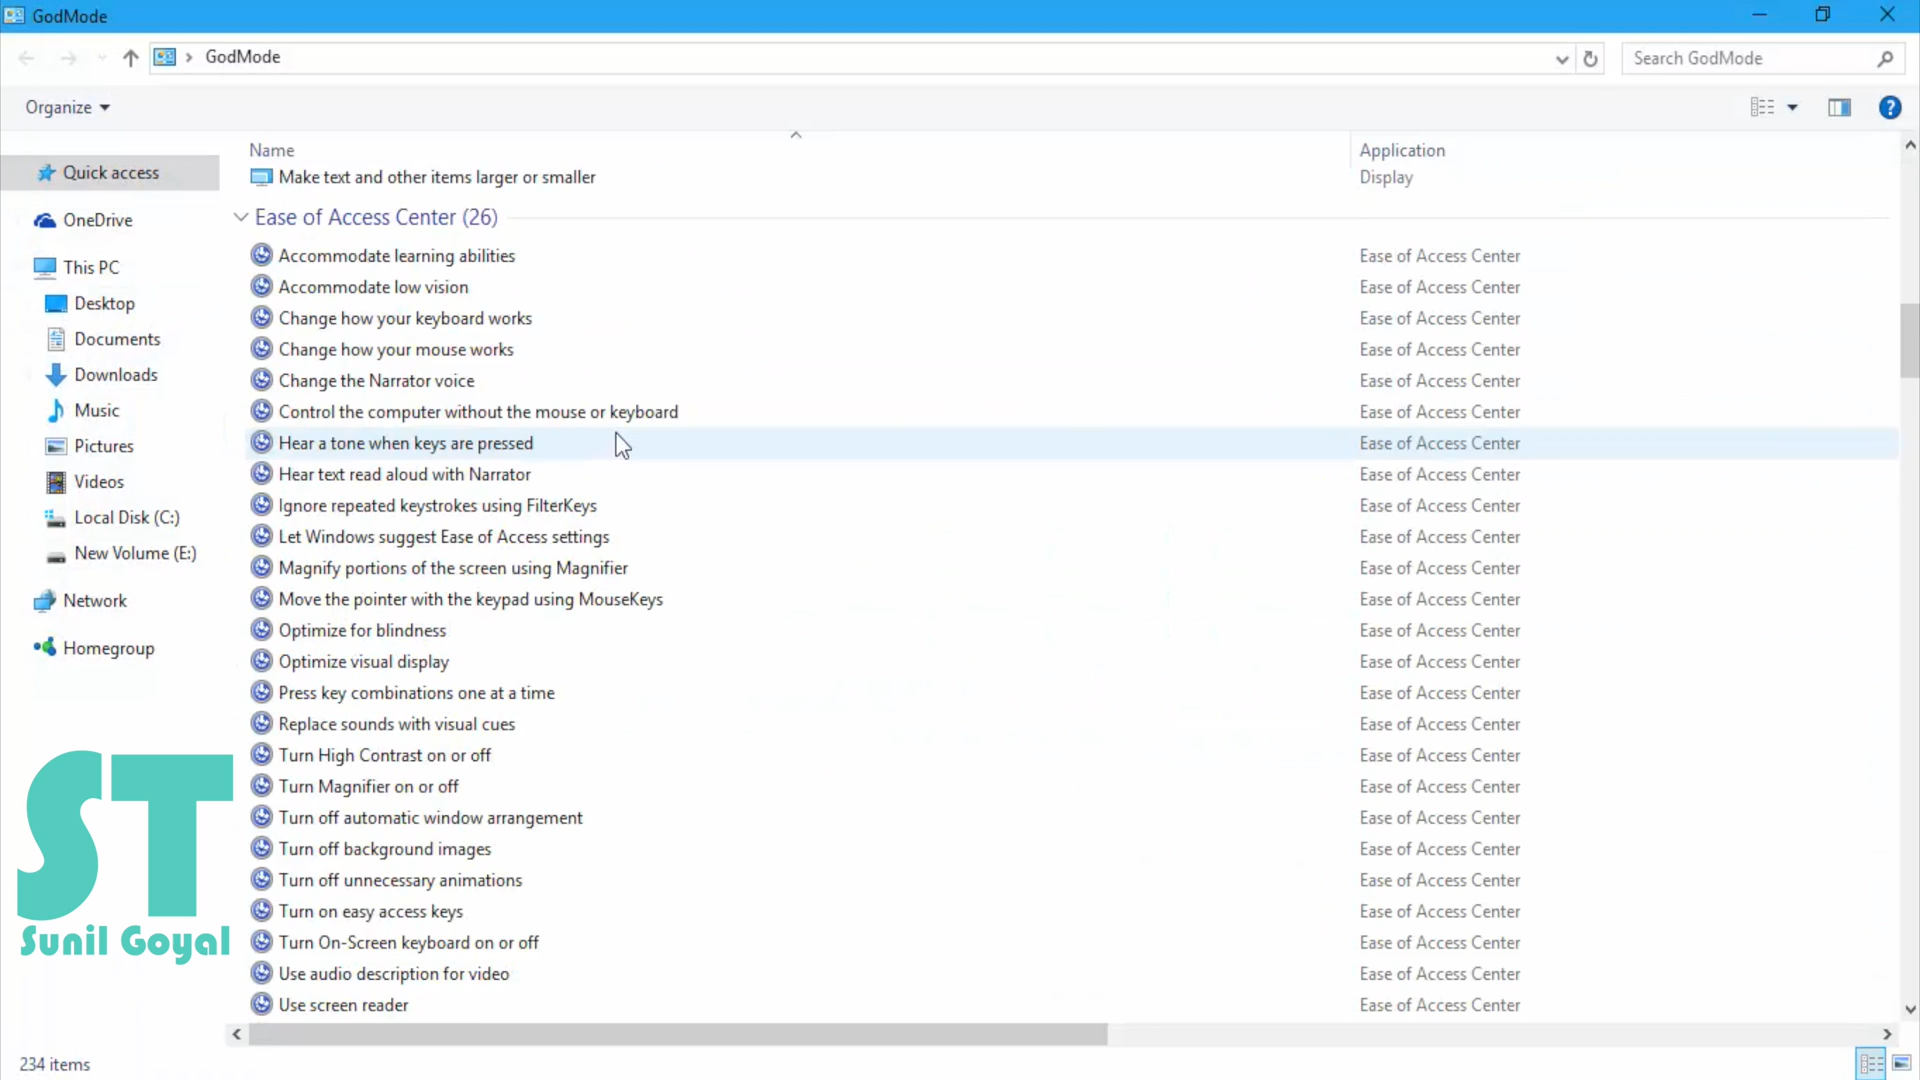 GodMode
GodMode
Search GodMode
Organize
Name
Application
Quick access
OneDrive
This PC
Desktop
Documents
Downloads
Music
Pictures
Videos
Local Disk (C:)
New Volume (E:)
Network
Homegroup
Make text and other items larger or smaller Display
Ease of Access Center (26)
Accommodate learning abilities Ease of Access Center
Accommodate low vision Ease of Access Center
Change how your keyboard works Ease of Access Center
Change how your mouse works Ease of Access Center
Change the Narrator voice Ease of Access Center
Control the computer without the mouse or keyboard Ease of Access Center
Hear a tone when keys are pressed Ease of Access Center
Hear text read aloud with Narrator Ease of Access Center
Ignore repeated keystrokes using FilterKeys Ease of Access Center
Let Windows suggest Ease of Access settings Ease of Access Center
Magnify portions of the screen using Magnifier Ease of Access Center
Move the pointer with the keypad using MouseKeys Ease of Access Center
Optimize for blindness Ease of Access Center
Optimize visual display Ease of Access Center
Press key combinations one at a time Ease of Access Center
Replace sounds with visual cues Ease of Access Center
Turn High Contrast on or off Ease of Access Center
Turn Magnifier on or off Ease of Access Center
Turn off automatic window arrangement Ease of Access Center
Turn off background images Ease of Access Center
Turn off unnecessary animations Ease of Access Center
Turn on easy access keys Ease of Access Center
Turn On-Screen keyboard on or off Ease of Access Center
Use audio description for video Ease of Access Center
Use screen reader Ease of Access Center
ST
Sunil Goyal
234 items